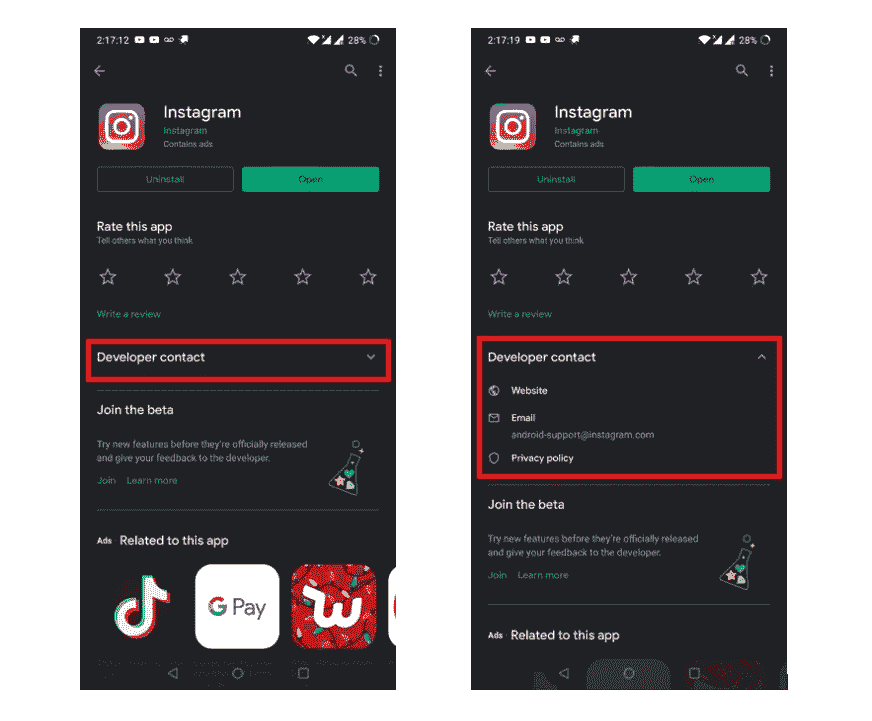 2:17:12
28%
Instagram
Instagram
Contains ads
Uninstall
Open
Rate this app
Tell others what you think
Write a review
Developer contact
Join the beta
Try new features before they're officially released
and give your feedback to the developer.
Join Learn more
Ads Related to this app
G Pay
2:17:19
28%
Instagram
Instagram
Contains ads
Uninstall
Open
Rate this app
Tell others what you think
Write a review
Developer contact
Website
Email
android-support@instagram.com
Privacy policy
Join the beta
Try new features before they're officially released
and give your feedback to the developer.
Join Learn more
Ads Related to this app